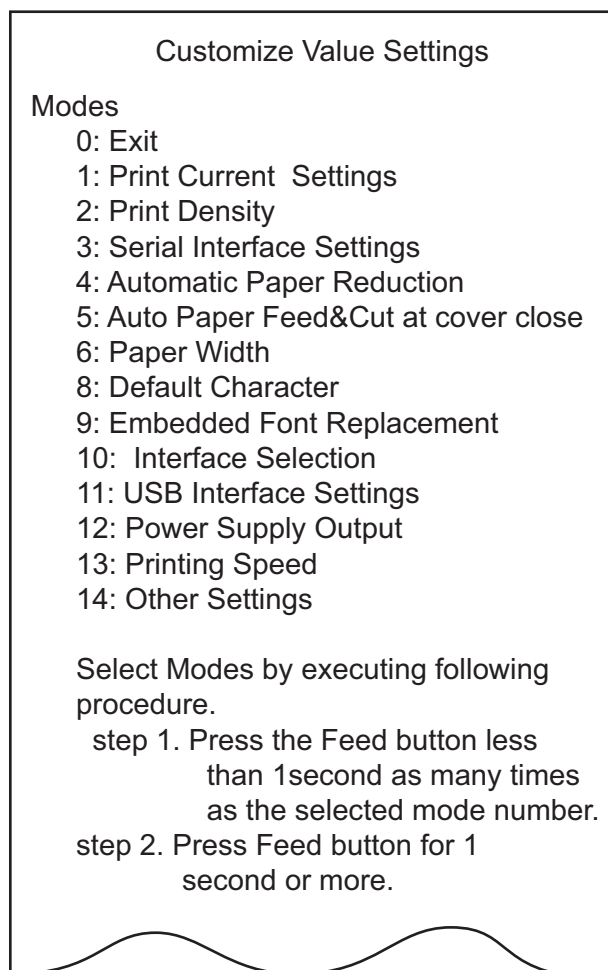 Customize Value Settings
Modes
0: Exit
1: Print Current  Settings
2: Print Density
3: Serial Interface Settings
4: Automatic Paper Reduction
5: Auto Paper Feed&Cut at cover close
6: Paper Width
8: Default Character
9: Embedded Font Replacement
10:  Interface Selection
11: USB Interface Settings
12: Power Supply Output
13: Printing Speed
14: Other Settings
Select Modes by executing following
procedure.
step 1. Press the Feed button less
than 1second as many times
as the selected mode number.
step 2. Press Feed button for 1
second or more.